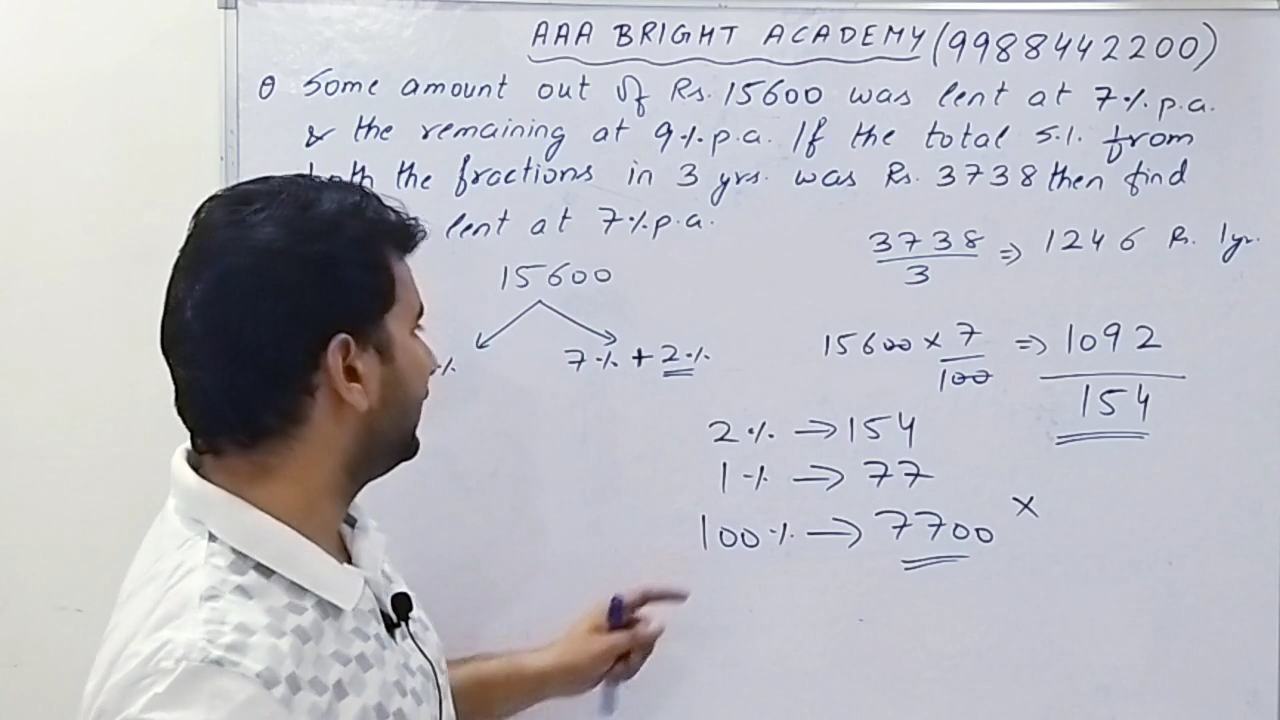 AAA BRIGHT ACADEMY (9988442200)
Q Some amount out of Rs. 15600 was lent at 7% p.a.
& the remaining at 9% p.a. If the total S.I. from
the fractions in 3 yrs. was Rs. 3738 then find
lent at 7% p.a.
3738/3 ⇒ 1246 Rs. 1yr.
15600
% 7% + 2%
15600 × 7/100 ⇒ 1092
154
2% → 154
1% → 77
100% → 7700 ×